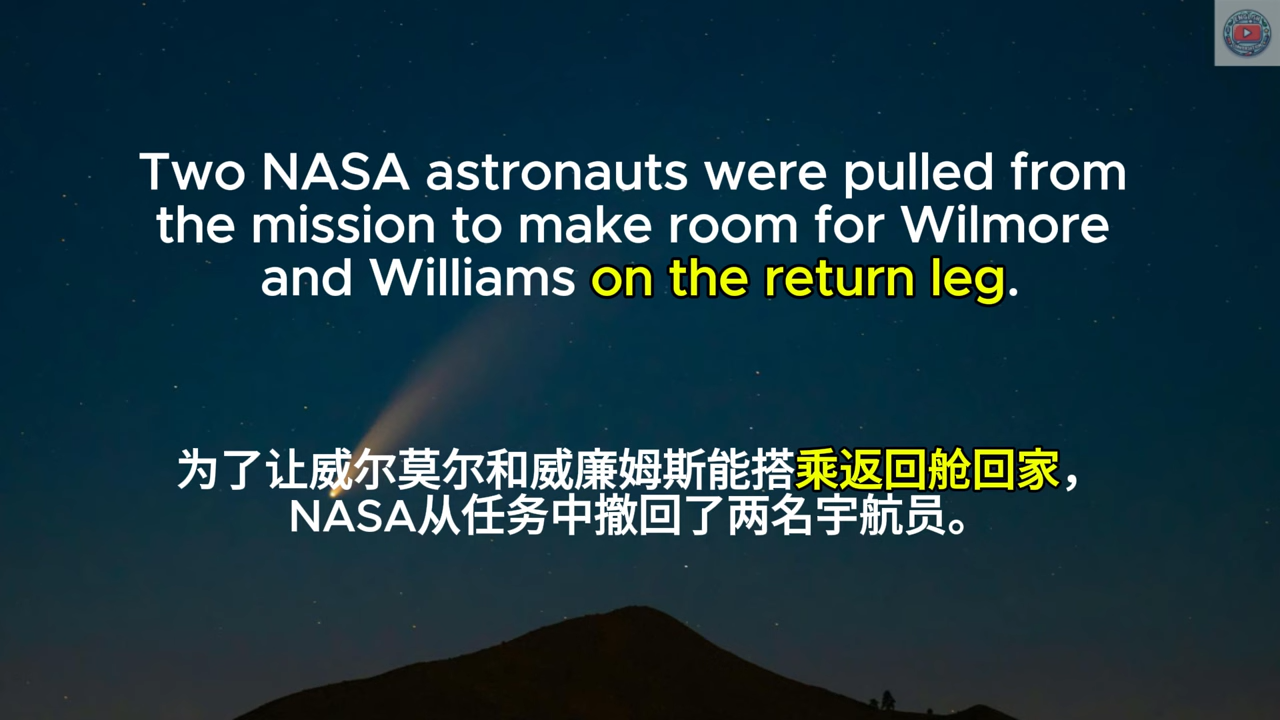 Two NASA astronauts were pulled from
the mission to make room for Wilmore
and Williams on the return leg.
为了让威尔莫尔和威廉姆斯能搭乘返回舱回家，
NASA从任务中撤回了两名宇航员。